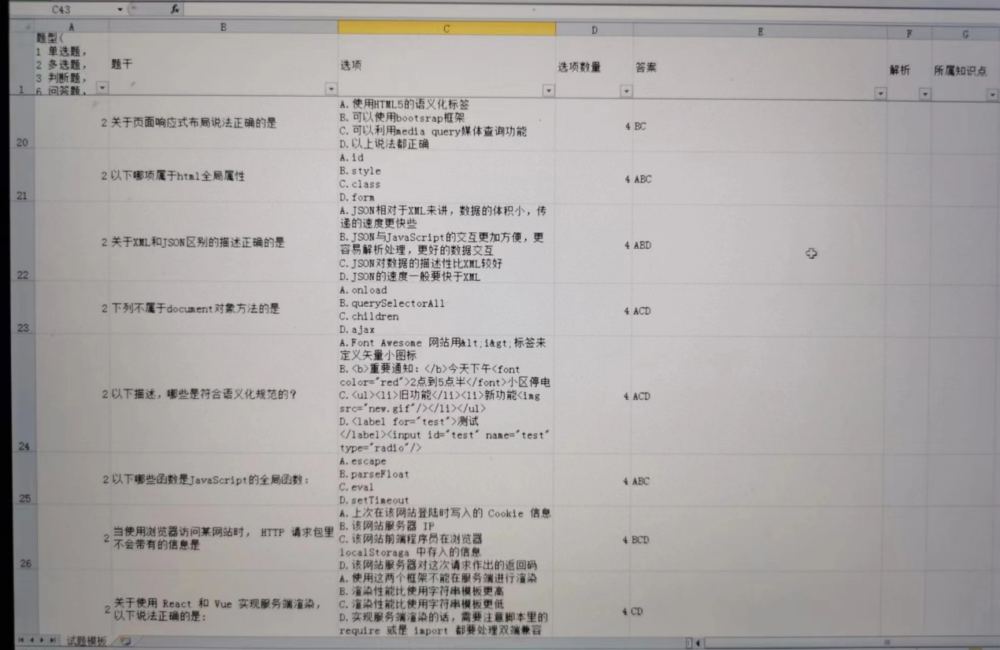 C43
fx
A B C D E F G
题型(
1 单选题,
2 多选题,
3 判断题,
6 问答题,
题干
选项
选项数量
答案
解析
所属知识点
1
20
2
关于页面响应式布局说法正确的是
A.使用HTML5的语义化标签
B.可以使用bootsrap框架
C.可以利用media query媒体查询功能
D.以上说法都正确
4
BC
21
2
以下哪项属于html全局属性
A.id
B.style
C.class
D.form
4
ABC
22
2
关于XML和JSON区别的描述正确的是
A.JSON相对于XML来讲，数据的体积小，传
递的速度更快些
B.JSON与JavaScript的交互更加方便，更
容易解析处理，更好的数据交互
C.JSON对数据的描述性比XML较好
D.JSON的速度一般要快于XML
4
ABD
23
2
下列不属于document对象方法的是
A.onload
B.querySelectorAll
C.children
D.ajax
4
ACD
24
2
以下描述，哪些是符合语义化规范的？
A.Font Awesome 网站用&lt;i&gt;标签来
定义矢量小图标
B.<b>重要通知：</b>今天下午<font
color="red">2点到5点半</font>小区停电
C.<ul><li>旧功能</li><li>新功能<img
src="new.gif"/></li></ul>
D.<label for="test">测试
</label><input id="test" name="test"
type="radio"/>
4
ACD
25
2
以下哪些函数是JavaScript的全局函数：
A.escape
B.parseFloat
C.eval
D.setTimeout
4
ABC
26
2
当使用浏览器访问某网站时， HTTP 请求包里
不会带有的信息是
A.上次在该网站登陆时写入的 Cookie 信息
B.该网站服务器 IP
C.该网站前端程序员在浏览器
localStoraga 中存入的信息
D.该网站服务器对这次请求作出的返回码
4
BCD
2
关于使用 React 和 Vue 实现服务端渲染，
以下说法正确的是：
A.使用这两个框架不能在服务端进行渲染
B.渲染性能比使用字符串模板更高
C.渲染性能比使用字符串模板更低
D.实现服务端渲染的话，需要注意脚本里的
require 或是 import 都要处理双端兼容
4
CD
试题模板